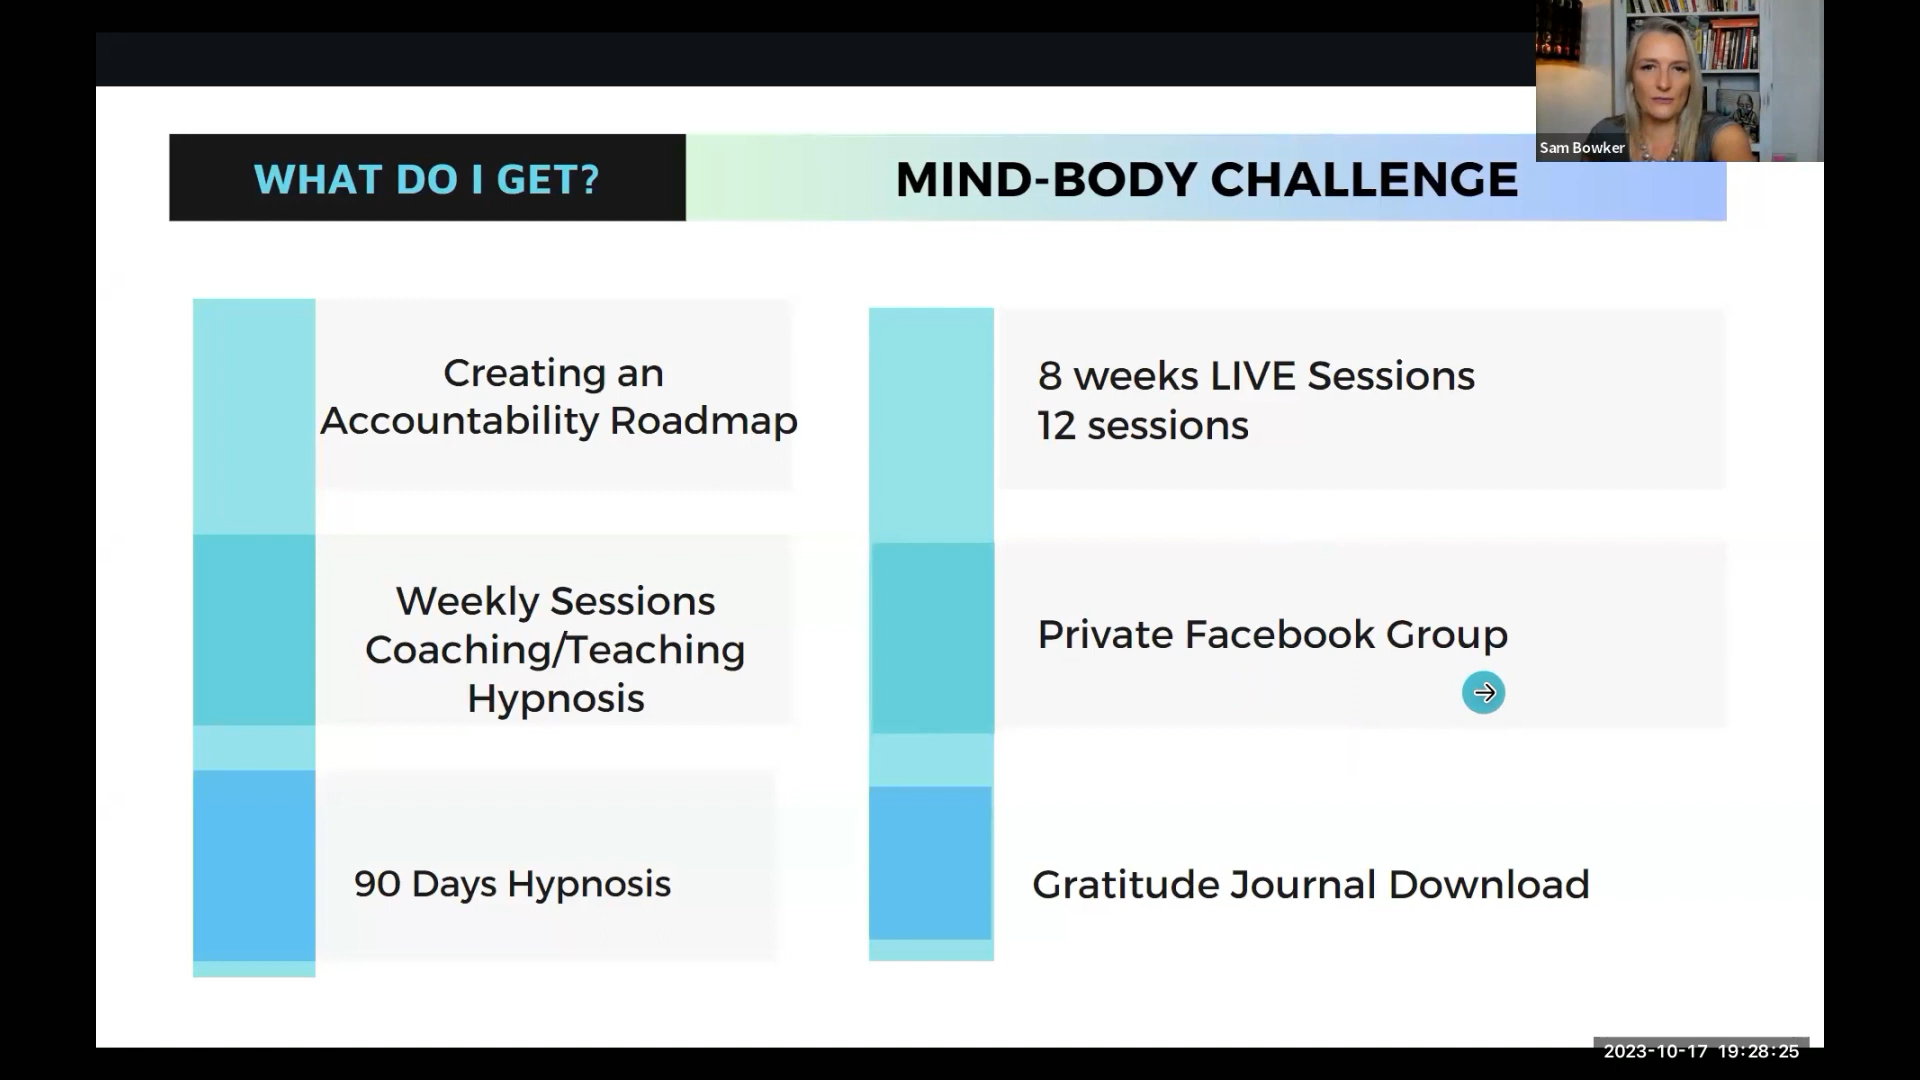 Sam Bowker
WHAT DO I GET?
MIND-BODY CHALLENGE
Creating an
Accountability Roadmap
8 weeks LIVE Sessions
12 sessions
Weekly Sessions
Coaching/Teaching
Hypnosis
Private Facebook Group
90 Days Hypnosis
Gratitude Journal Download
2023-10-17 19:28:25